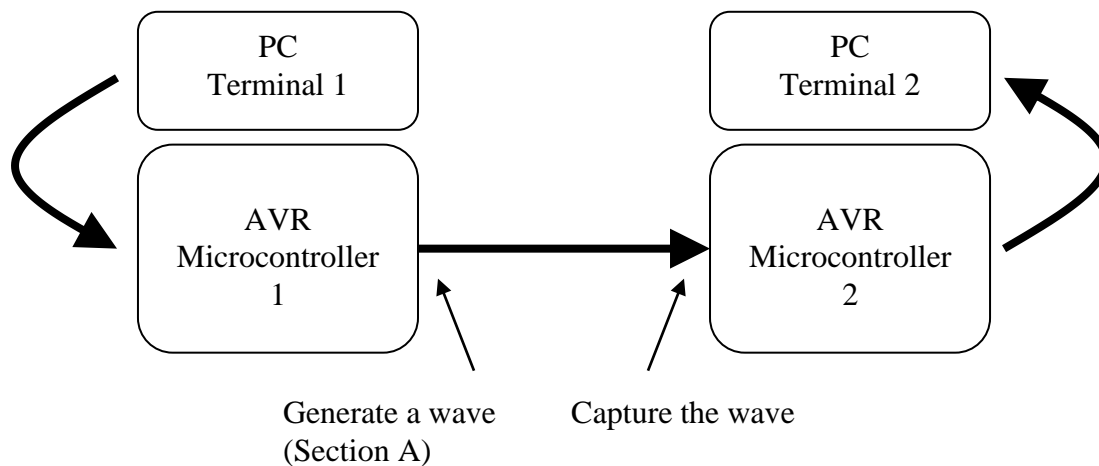 PC
Terminal 1
PC
Terminal 2
AVR
Microcontroller
1
AVR
Microcontroller
2
Generate a wave
(Section A)
Capture the wave